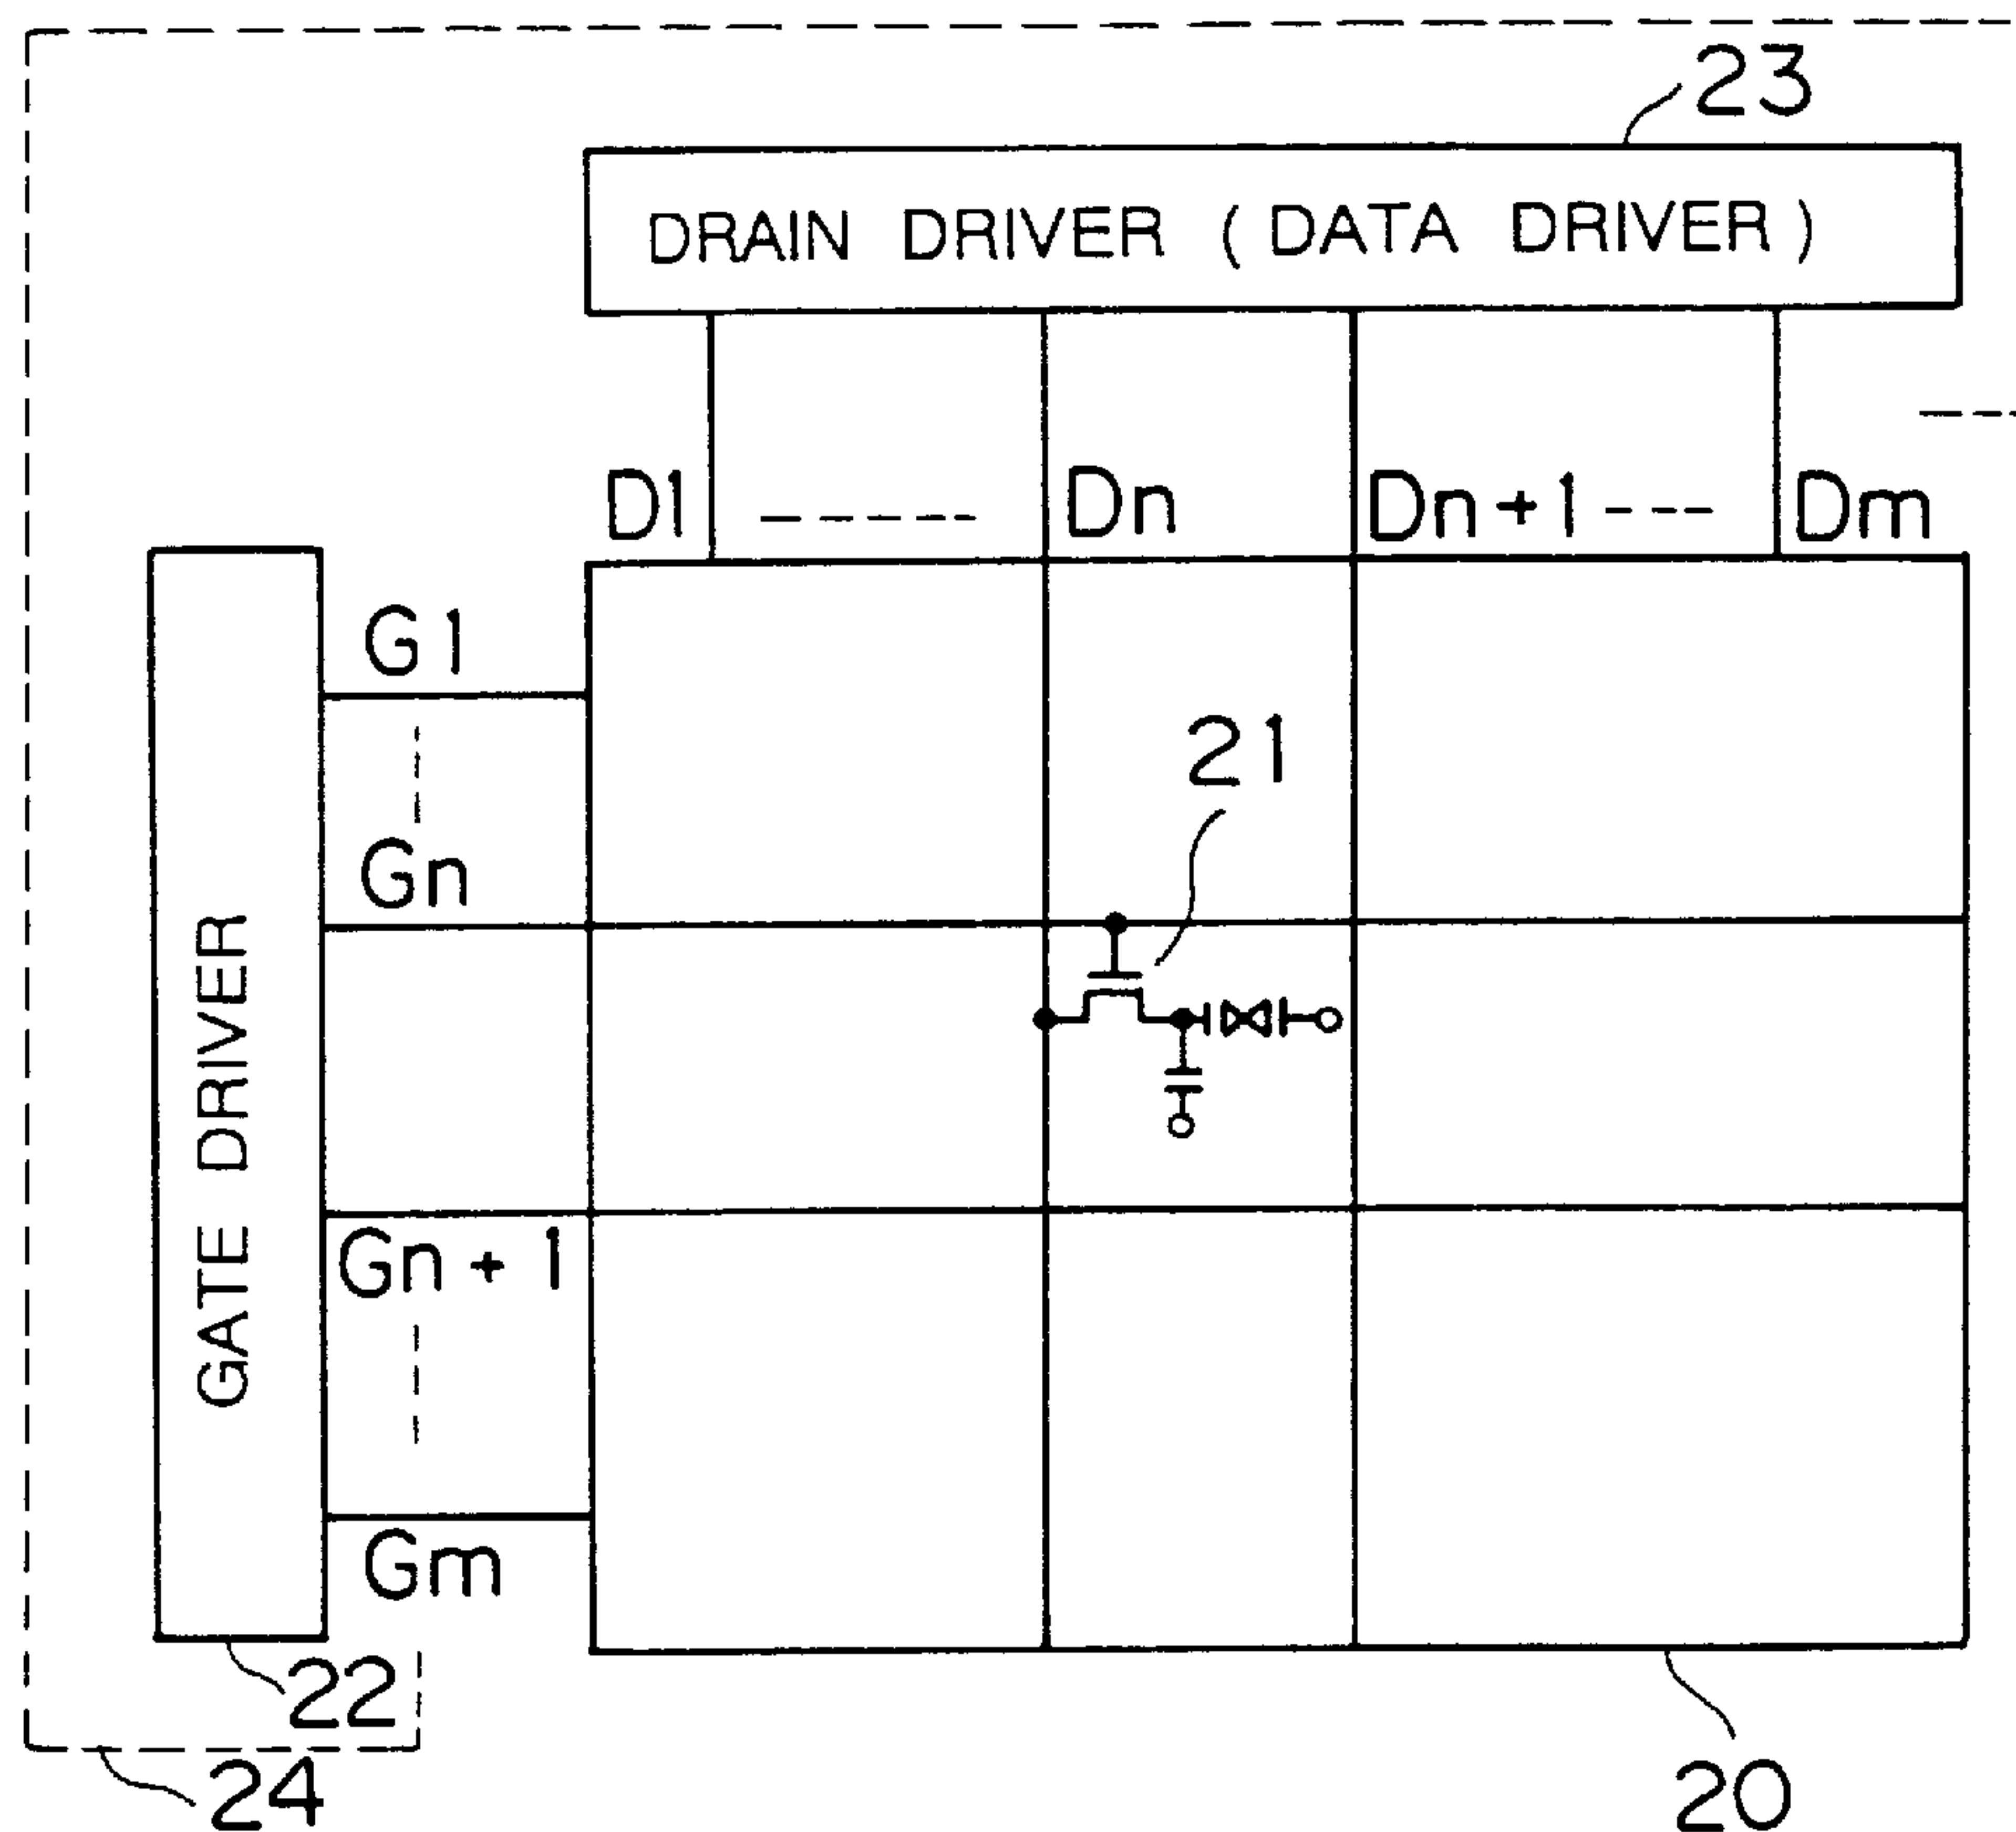 23
DRAIN DRIVER ( DATA DRIVER )
D1 Dn Dn+1 Dm
G1
21
Gn
GATE DRIVER
Gn+1
Gm
22
24
20